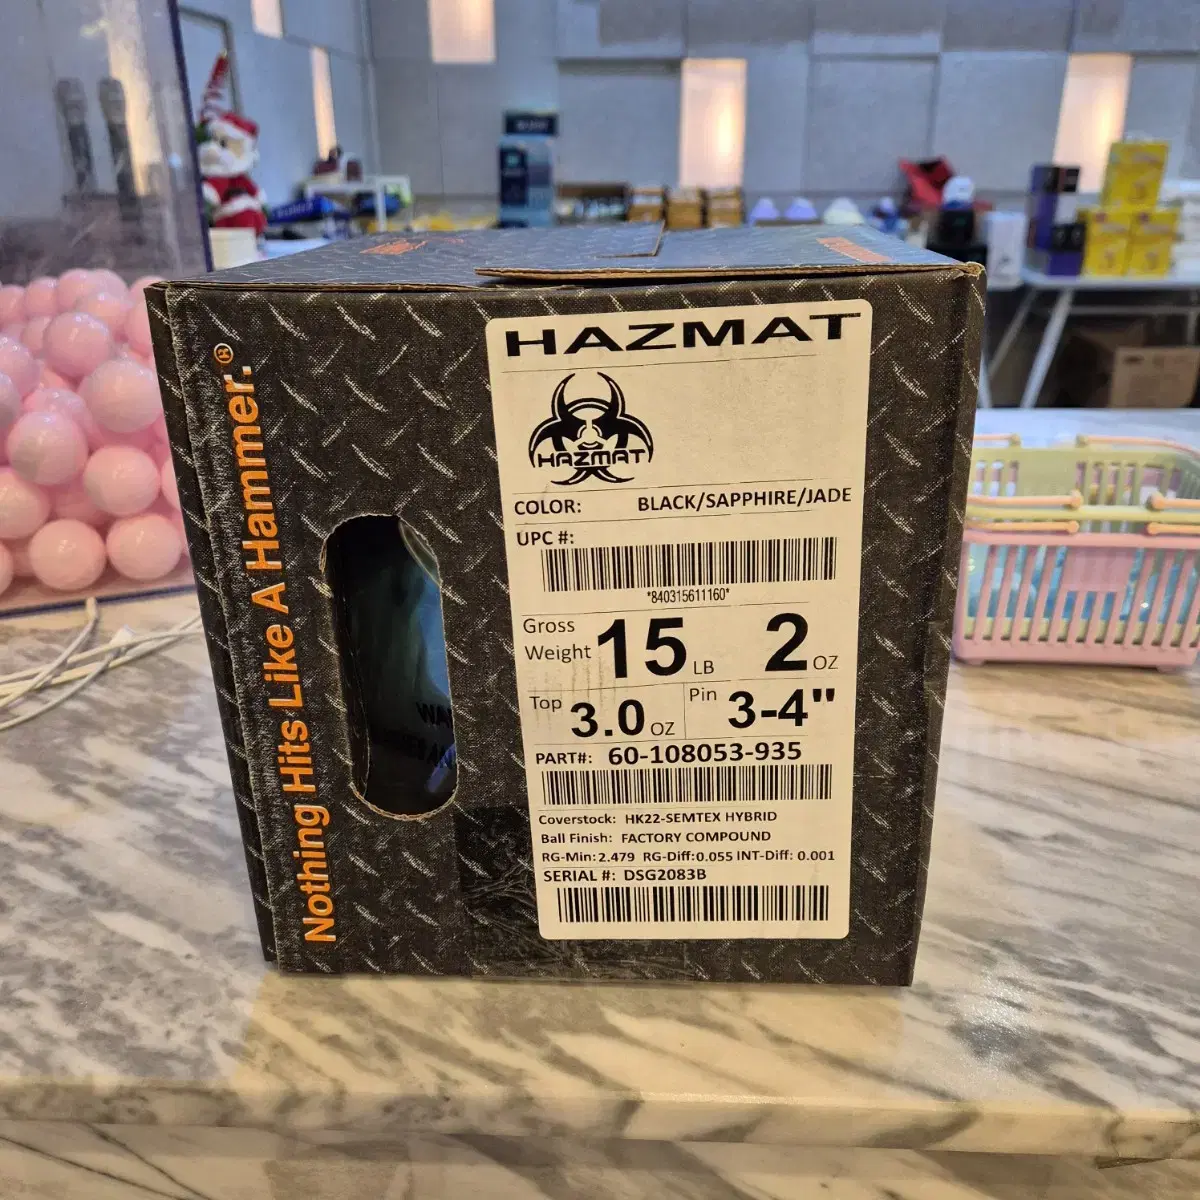 Nothing Hits Like A Hammer.®
HAZMAT
HAZMAT
COLOR: BLACK/SAPPHIRE/JADE
UPC #:
*840315611160*
Gross Weight 15 LB 2 OZ
Top 3.0 OZ Pin 3-4"
PART#: 60-108053-935
Coverstock: HK22-SEMTEX HYBRID
Ball Finish: FACTORY COMPOUND
RG-Min: 2.479 RG-Diff: 0.055 INT-Diff: 0.001
SERIAL #: DSG2083B